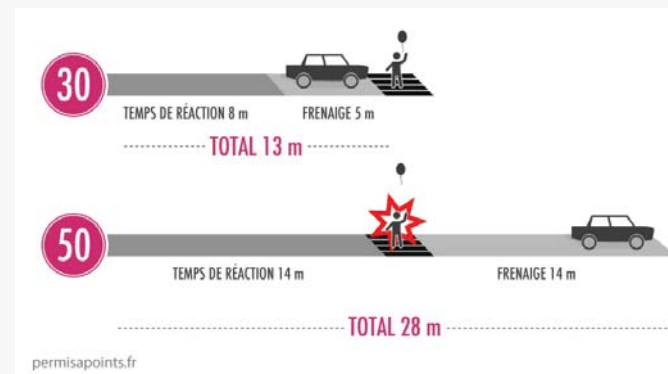 30
TEMPS DE RÉACTION 8 m FRENAIGE 5 m
TOTAL 13 m
50
TEMPS DE RÉACTION 14 m FRENAIGE 14 m
TOTAL 28 m
permisapoints.fr